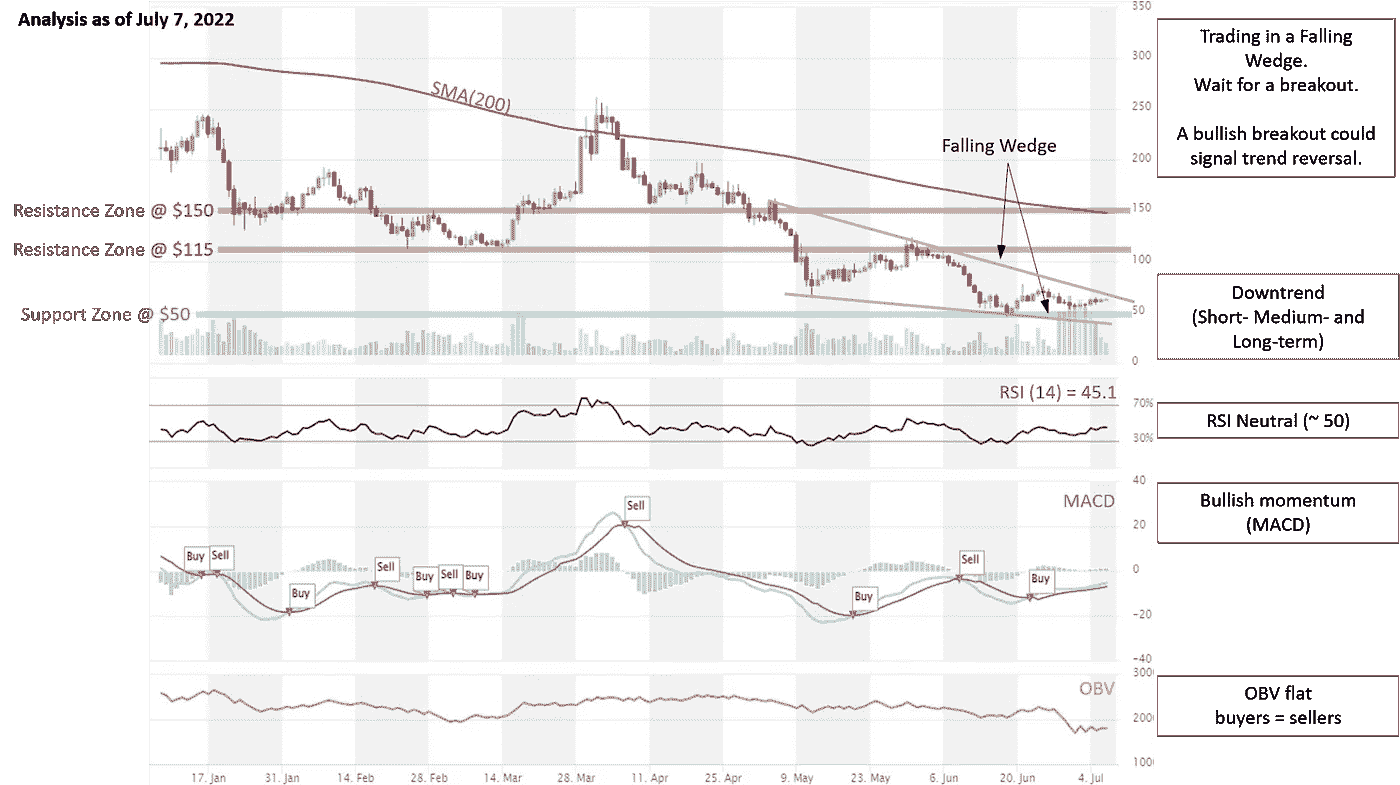 Analysis as of July 7, 2022
350
300
250
200
150
100
50
0
SMA(200)
Falling Wedge
Resistance Zone @ $150
Resistance Zone @ $115
Support Zone @ $50
Trading in a Falling
Wedge.
Wait for a breakout.
A bullish breakout could
signal trend reversal.
Downtrend
(Short- Medium- and
Long-term)
RSI (14) = 45.1
70%
30%
RSI Neutral (~ 50)
MACD
40
20
0
-20
-40
Buy
Sell
Buy
Sell
Buy
Sell
Buy
Sell
Buy
Sell
Buy
Bullish momentum
(MACD)
OBV
300
200
100
OBV flat
buyers = sellers
17. Jan
31. Jan
14. Feb
28. Feb
14. Mar
28. Mar
11. Apr
25. Apr
9. May
23. May
6. Jun
20. Jun
4. Jul